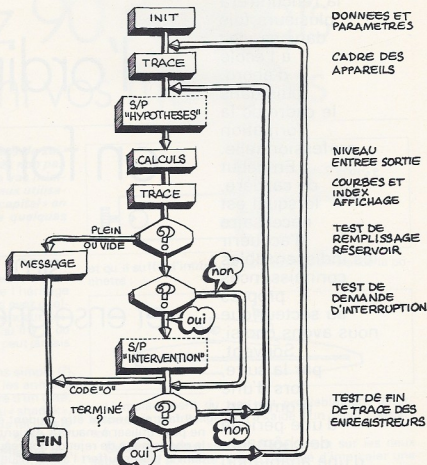 INIT
DONNEES ET
PARAMETRES
TRACE
CADRE DES
APPAREILS
S/P
"HYPOTHESES"
CALCULS
NIVEAU
ENTREE SORTIE
TRACE
COURBES ET
INDEX
AFFICHAGE
PLEIN
OU VIDE
?
TEST DE
REMPLISSAGE
RESERVOIR
MESSAGE
?
non
oui
TEST DE
DEMANDE
D'INTERRUPTION
S/P
"INTERVENTION"
CODE "0"
TERMINÉ
?
?
non
oui
TEST DE FIN
DE TRACE DES
ENREGISTREURS
FIN